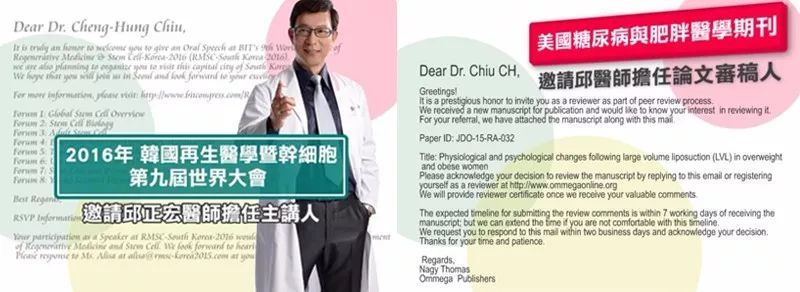 Dear Dr. Cheng-Hung Chiu,
It is truly an honor to welcome you to give an Oral Speech at BIT's 9th World
Regenerative Medicine & Stem Cell-Korea-2016 (RMSC-South Korea-2016).
we are also planning to organize you to visit this capital city of South Korea
We hope that you will join us in Seoul and look forward to your excellent
For more information, please visit: http://www.bitcongress.com/R
Forum 1: Global Stem Cell Overview
Forum 2: Stem Cell Biology
Forum 3: Adult Stem Cell
2016年 韓國再生醫學暨幹細胞
第九屆世界大會
邀請邱正宏醫師擔任主講人
Best Regard,
RSVP Information
Your participation as a Speaker at RMSC-South Korea-2016 would
of Regenerative Medicine and Stem Cell. We look forward to hearing
Please response to Ms. Alisa at alisa@rmsc-korea2015.com at you
美國糖尿病與肥胖醫學期刊
邀請邱醫師擔任論文審稿人
Dear Dr. Chiu CH,
Greetings!
It is a prestigious honor to invite you as a reviewer as part of peer review process.
We received a new manuscript for publication and would like to know your interest in reviewing it.
For your referral, we have attached the manuscript along with this mail.
Paper ID: JDO-15-RA-032
Title: Physiological and psychological changes following large volume liposuction (LVL) in overweight
and obese women
Please acknowledge your decision to review the manuscript by replying to this email or registering
yourself as a reviewer at http://www.ommegaonline.org
We will provide reviewer certificate once we receive your valuable comments.
The expected timeline for submitting the review comments is within 7 working days of receiving the
manuscript; but we can extend the time if you are not comfortable with this timeline.
We request you to respond to this mail within two business days and acknowledge your decision.
Thanks for your time and patience.
Regards,
Nagy Thomas
Ommega Publishers